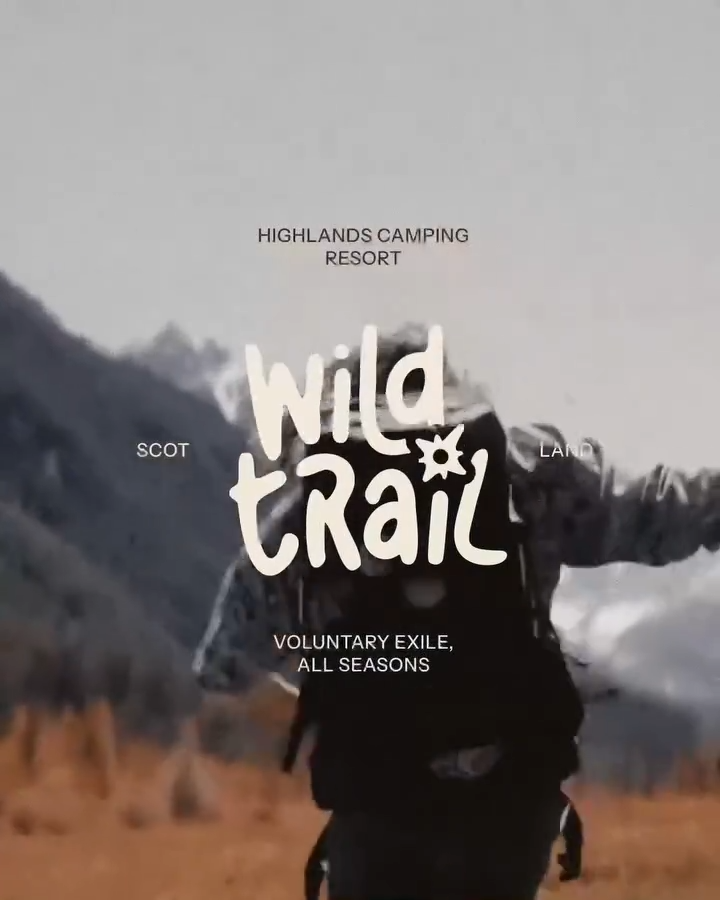 HIGHLANDS CAMPING
RESORT
wild
tRail
SCOT
LAND
VOLUNTARY EXILE,
ALL SEASONS